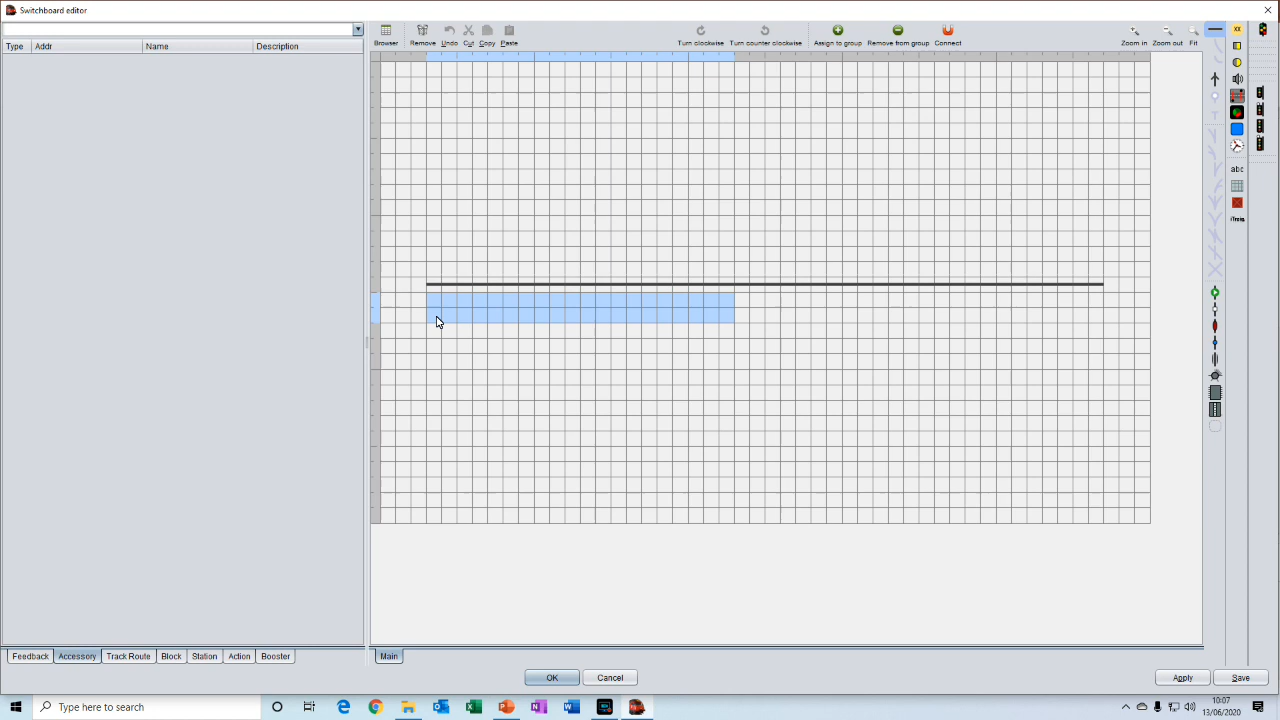 Switchboard editor
Type Addr Name Description
Browser Remove Undo Cut Copy Paste Turn clockwise Turn counter clockwise Assign to group Remove from group Connect Zoom in Zoom out Fit
XX
T
abc
iTrain
Feedback Accessory Track Route Block Station Action Booster Main
OK Cancel Apply Save
Type here to search
10:07
13/06/2020